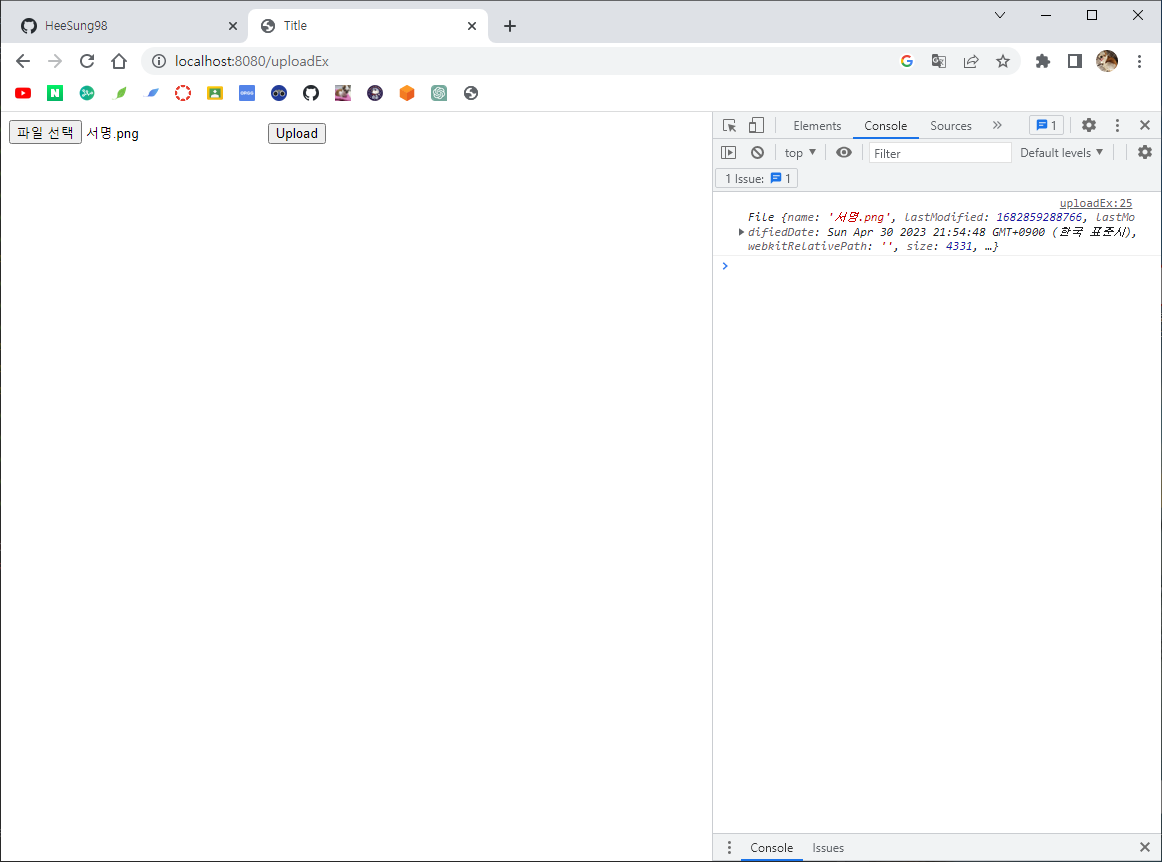 HeeSung98
Title
localhost:8080/uploadEx
파일 선택 서명.png Upload
Elements Console Sources » 1
top Filter Default levels
1 Issue: 1
uploadEx:25
File {name: '서명.png', lastModified: 1682859288766, lastMo
difiedDate: Sun Apr 30 2023 21:54:48 GMT+0900 (한국 표준시),
webkitRelativePath: '', size: 4331, …}
Console Issues